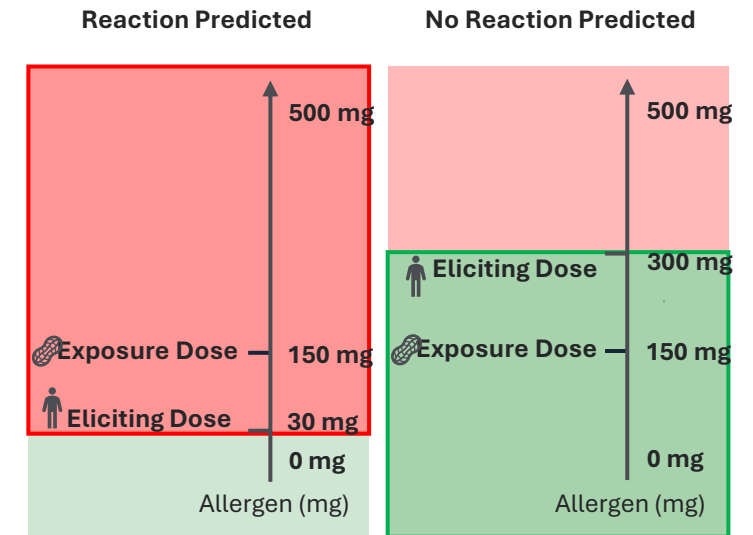 Reaction Predicted
500 mg
Exposure Dose
150 mg
Eliciting Dose
30 mg
0 mg
Allergen (mg)
No Reaction Predicted
500 mg
Eliciting Dose
300 mg
Exposure Dose
150 mg
0 mg
Allergen (mg)